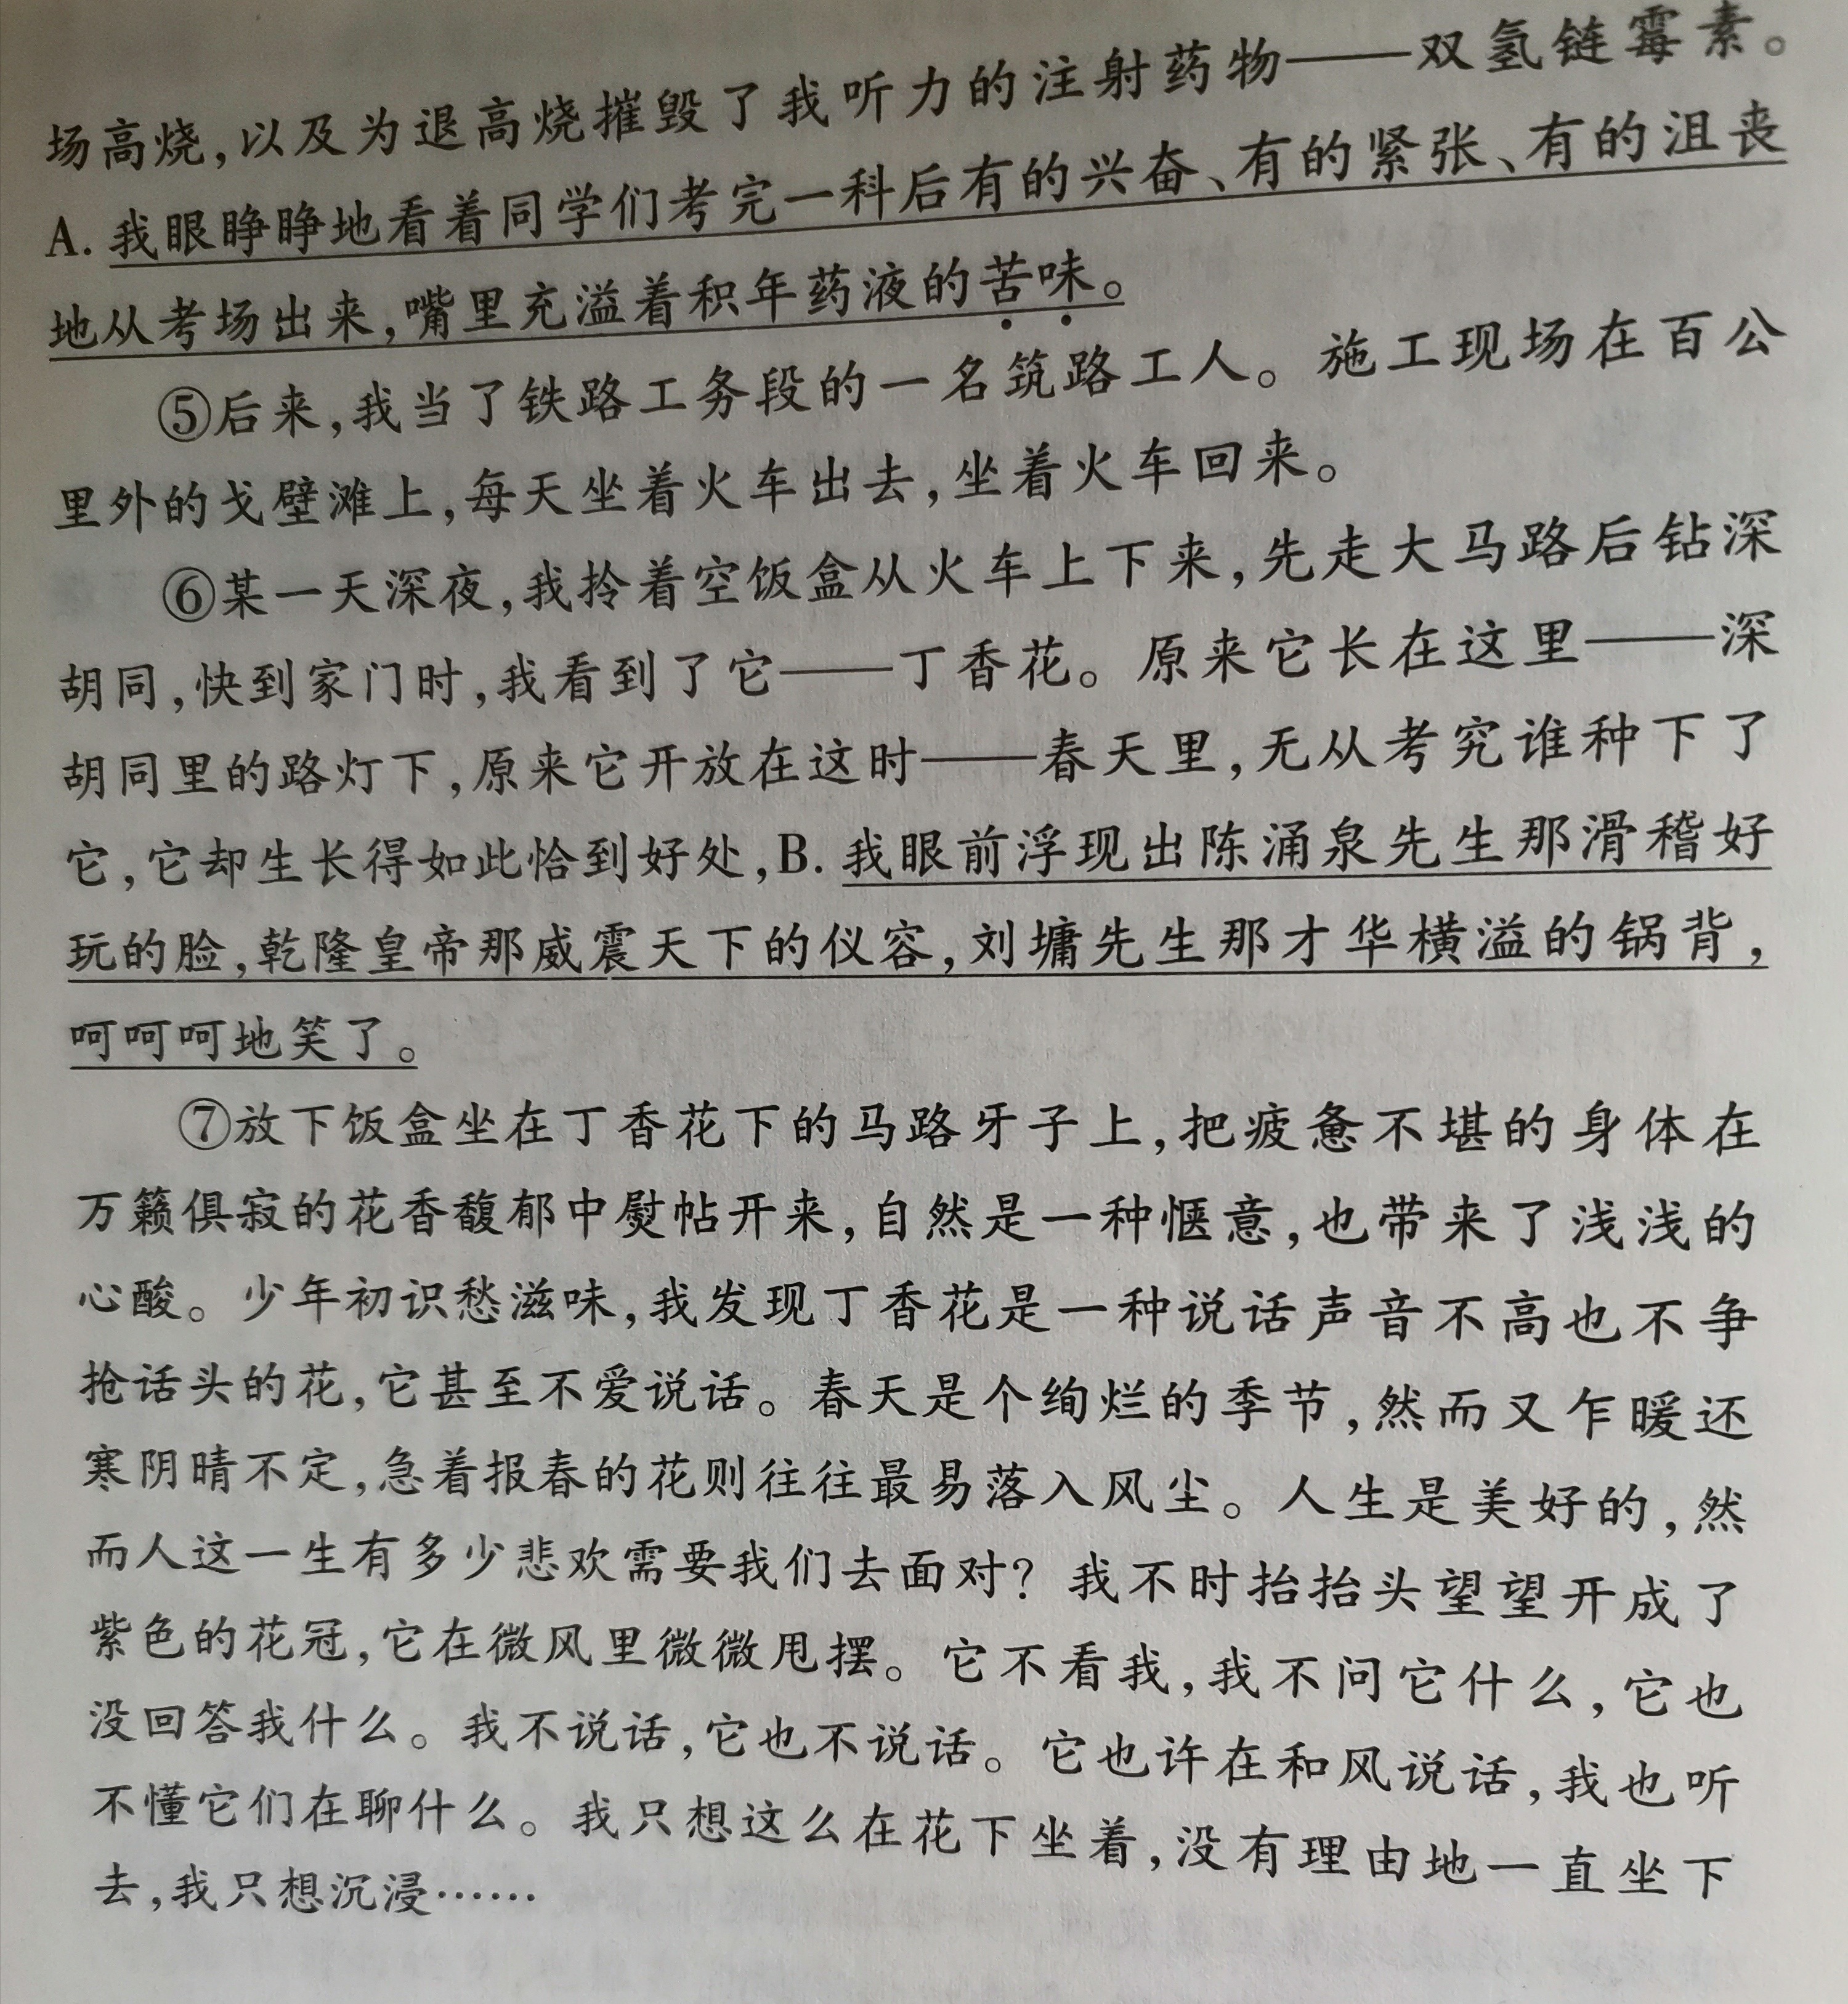 场高烧,以及为退高烧摧毁了我听力的注射药物——双氢链霉素。
A. 我眼睁睁地看着同学们考完一科后有的兴奋、有的紧张、有的沮丧
地从考场出来,嘴里充溢着积年药液的苦味。
⑤后来,我当了铁路工务段的一名筑路工人。施工现场在百公
里外的戈壁滩上,每天坐着火车出去,坐着火车回来。
⑥某一天深夜,我拎着空饭盒从火车上下来,先走大马路后钻深
胡同,快到家门时,我看到了它——丁香花。原来它长在这里——深
胡同里的路灯下,原来它开放在这时——春天里,无从考究谁种下了
它,它却生长得如此恰到好处,B. 我眼前浮现出陈涌泉先生那滑稽好
玩的脸,乾隆皇帝那威震天下的仪容,刘墉先生那才华横溢的锅背,
呵呵呵地笑了。
⑦放下饭盒坐在丁香花下的马路牙子上,把疲惫不堪的身体在
万籁俱寂的花香馥郁中熨帖开来,自然是一种惬意,也带来了浅浅的
心酸。少年初识愁滋味,我发现丁香花是一种说话声音不高也不争
抢话头的花,它甚至不爱说话。春天是个绚烂的季节,然而又乍暖还
寒阴晴不定,急着报春的花则往往最易落入风尘。人生是美好的,然
而人这一生有多少悲欢需要我们去面对?我不时抬抬头望望开成了
紫色的花冠,它在微风里微微甩摆。它不看我,我不问它什么,它也
没回答我什么。我不说话,它也不说话。它也许在和风说话,我也听
不懂它们在聊什么。我只想这么在花下坐着,没有理由地一直坐下
去,我只想沉浸……